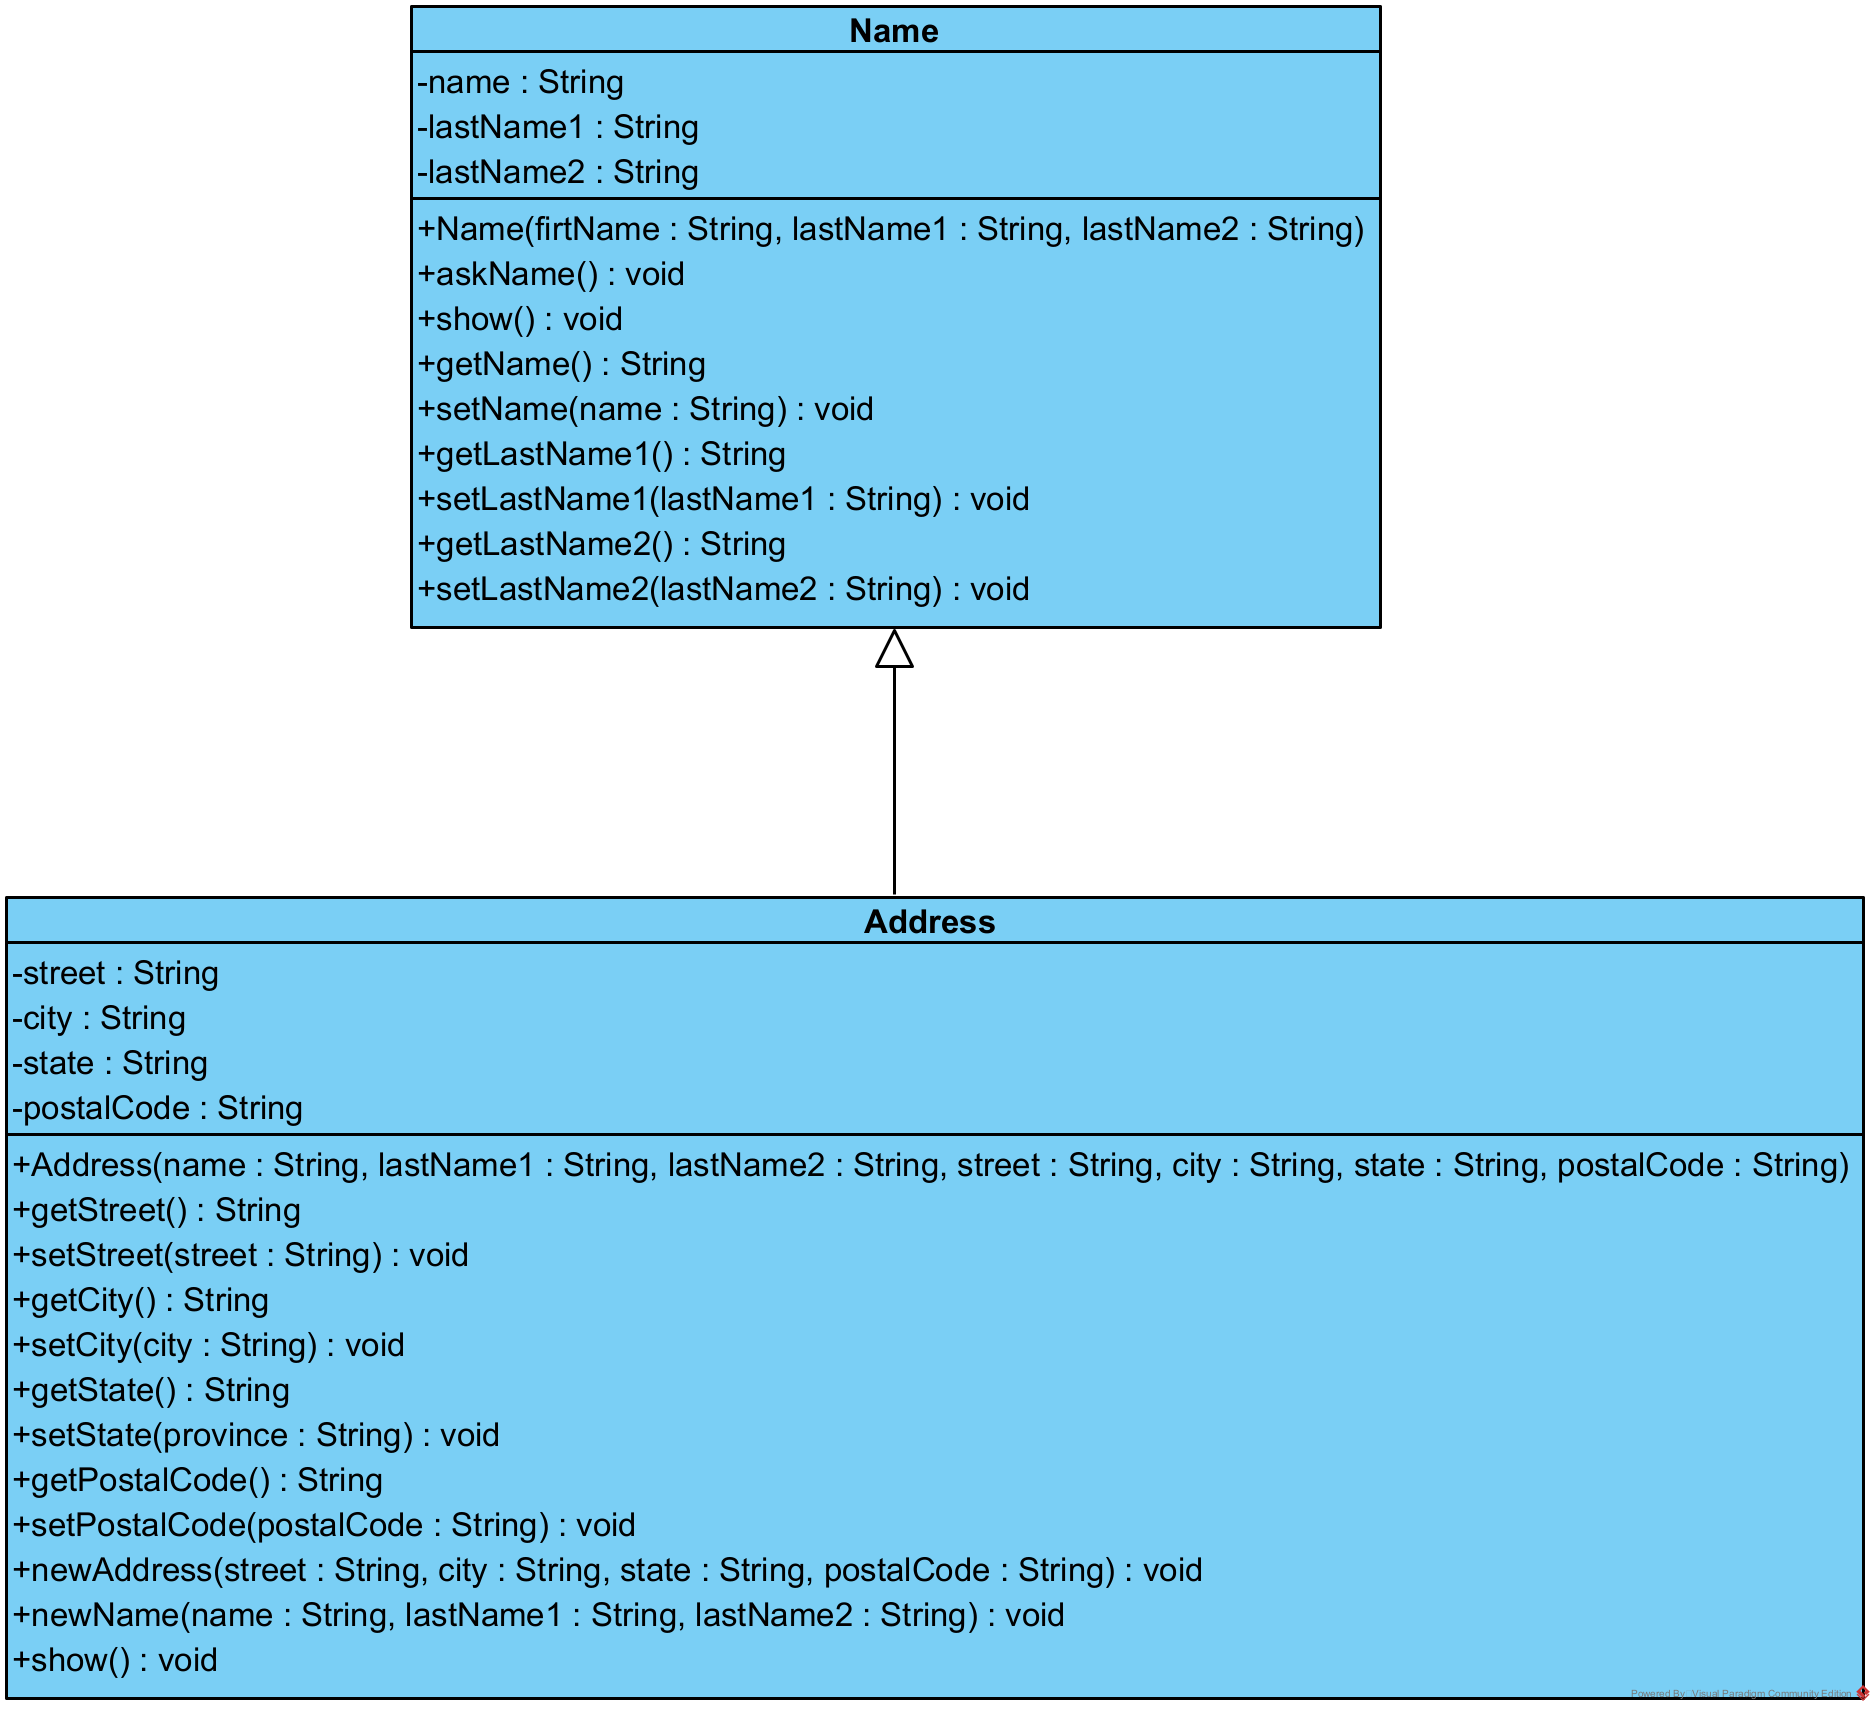 Name
-name : String
-lastName1 : String
-lastName2 : String
+Name(firtName : String, lastName1 : String, lastName2 : String)
+askName() : void
+show() : void
+getName() : String
+setName(name : String) : void
+getLastName1() : String
+setLastName1(lastName1 : String) : void
+getLastName2() : String
+setLastName2(lastName2 : String) : void
Address
-street : String
-city : String
-state : String
-postalCode : String
+Address(name : String, lastName1 : String, lastName2 : String, street : String, city : String, state : String, postalCode : String)
+getStreet() : String
+setStreet(street : String) : void
+getCity() : String
+setCity(city : String) : void
+getState() : String
+setState(province : String) : void
+getPostalCode() : String
+setPostalCode(postalCode : String) : void
+newAddress(street : String, city : String, state : String, postalCode : String) : void
+newName(name : String, lastName1 : String, lastName2 : String) : void
+show() : void
Powered By Visual Paradigm Community Edition